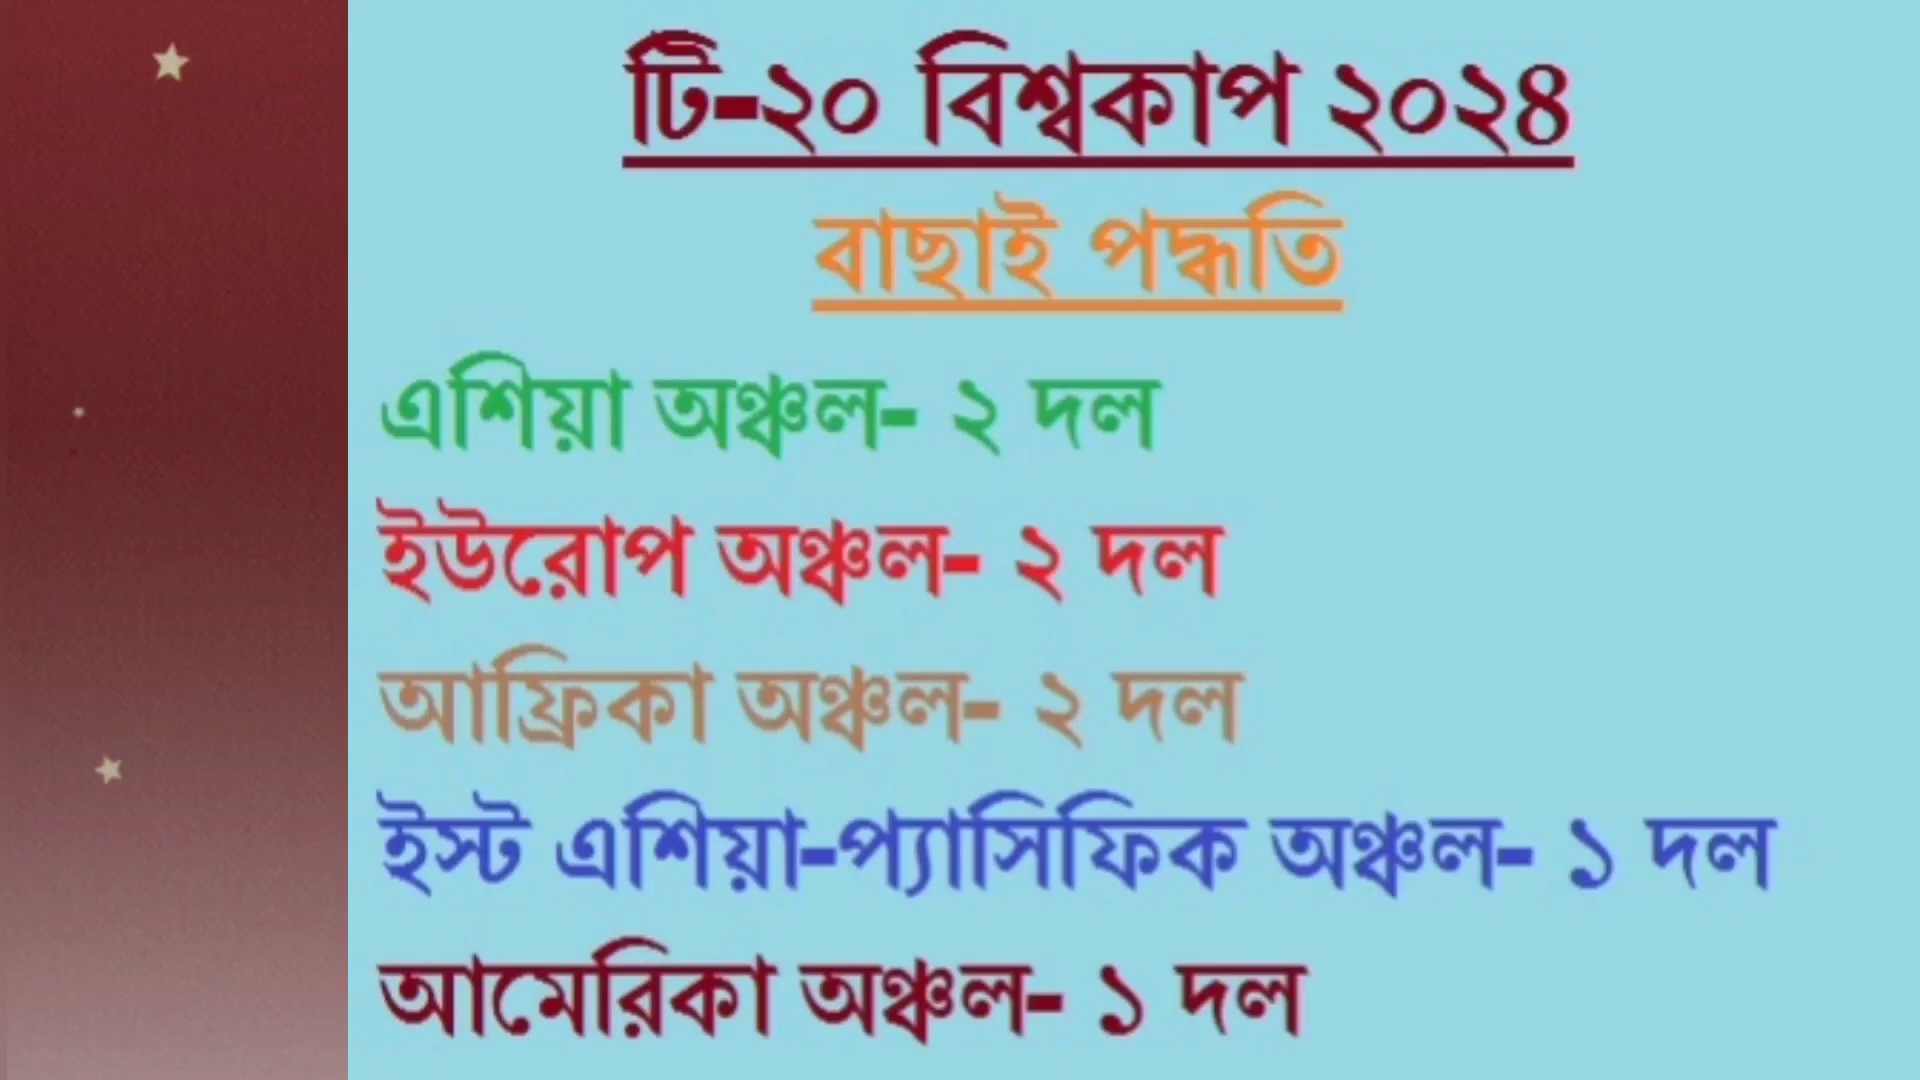 টি-২০ বিশ্বকাপ ২০২৪
বাছাই পদ্ধতি
এশিয়া অঞ্চল- ২ দল
ইউরোপ অঞ্চল- ২ দল
আফ্রিকা অঞ্চল- ২ দল
ইস্ট এশিয়া-প্যাসিফিক অঞ্চল- ১ দল
আমেরিকা অঞ্চল- ১ দল